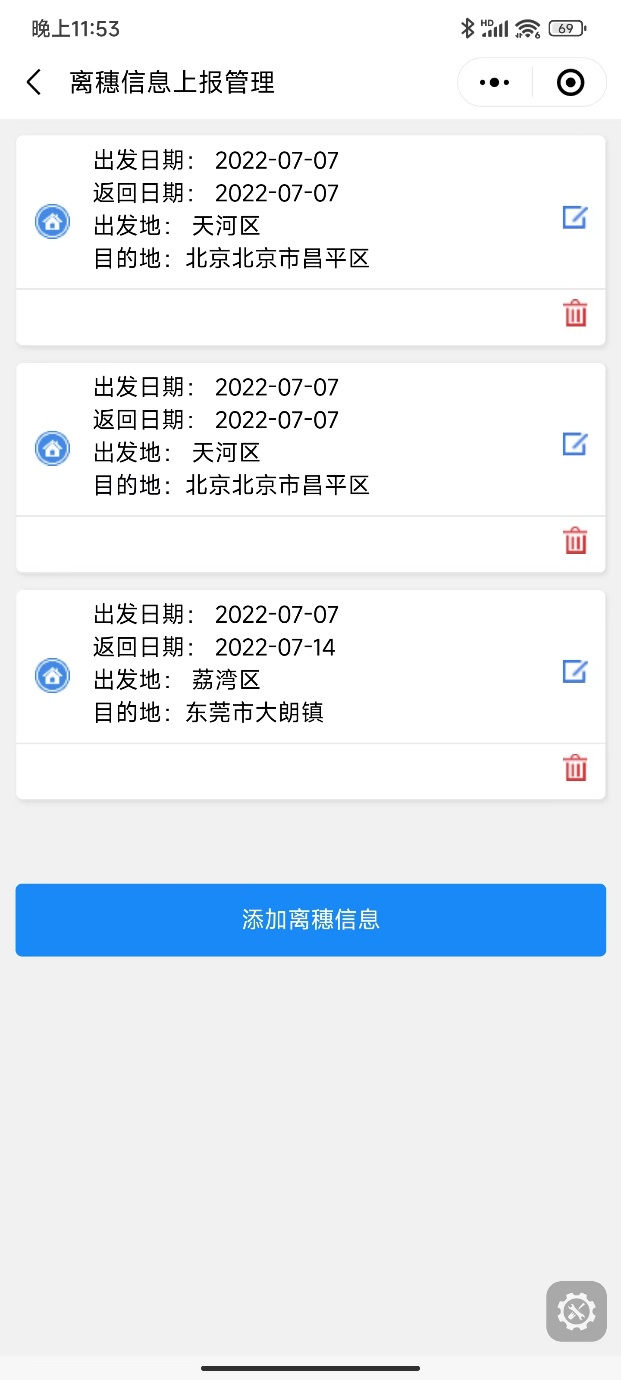 晚上11:53
HD
6
69
离穗信息上报管理
出发日期： 2022-07-07
返回日期： 2022-07-07
出发地： 天河区
目的地：北京北京市昌平区
出发日期： 2022-07-07
返回日期： 2022-07-07
出发地： 天河区
目的地：北京北京市昌平区
出发日期： 2022-07-07
返回日期： 2022-07-14
出发地： 荔湾区
目的地：东莞市大朗镇
添加离穗信息